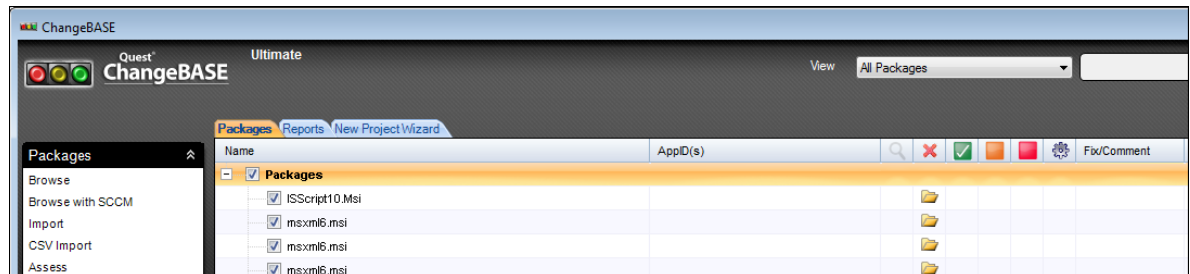 ChangeBASE
Quest
ChangeBASE
Ultimate
View All Packages
Packages Reports New Project Wizard
Packages
Browse
Browse with SCCM
Import
CSV Import
Assess
Name AppID(s) Fix/Comment
Packages
ISScript10.Msi
msxml6.msi
msxml6.msi
msxml6.msi